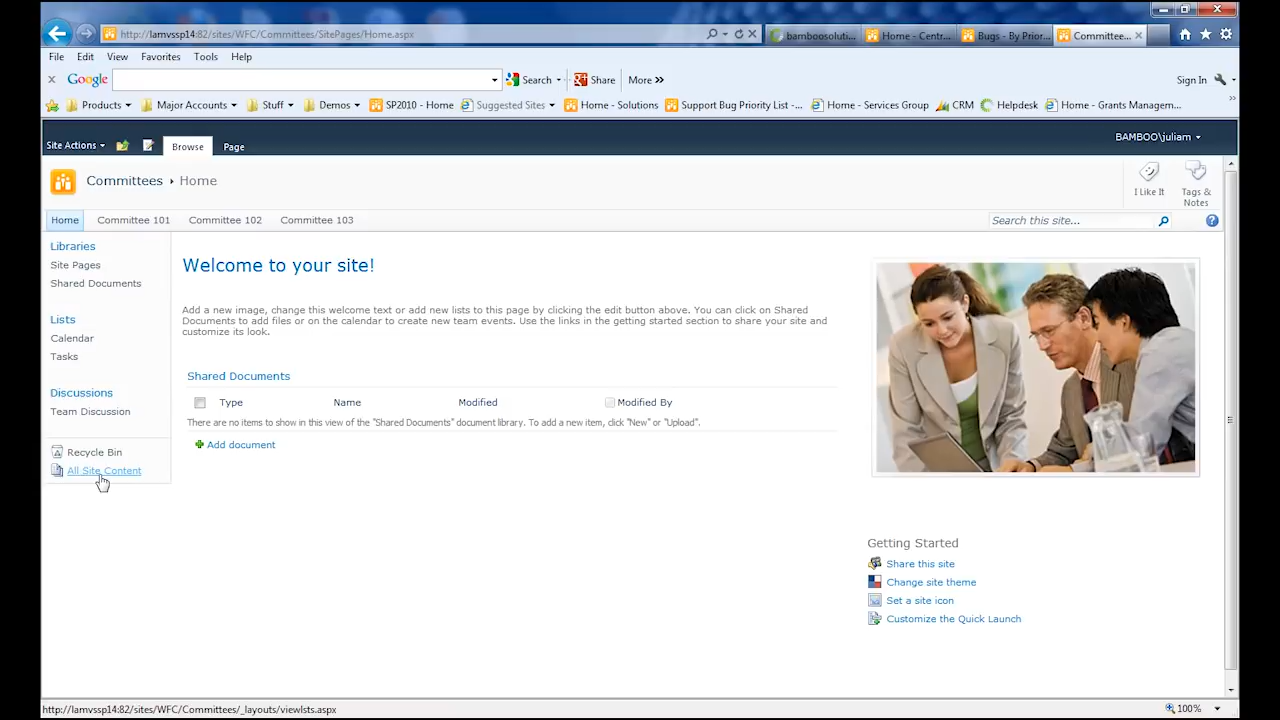 http://lamvssp14:82/sites/WFC/Committees/SitePages/Home.aspx
bamboosoluti...
Home - Centr...
Bugs - By Prior...
Committee...
File Edit View Favorites Tools Help
Google
Search
Share
More
Sign In
Products
Major Accounts
Stuff
Demos
SP2010 - Home
Suggested Sites
Home - Solutions
Support Bug Priority List -...
Home - Services Group
CRM
Helpdesk
Home - Grants Managem...
Site Actions
Browse
Page
BAMBOO\juliam
Committees
Home
I Like It
Tags &
Notes
Home
Committee 101
Committee 102
Committee 103
Search this site...
Libraries
Site Pages
Shared Documents
Lists
Calendar
Tasks
Discussions
Team Discussion
Recycle Bin
All Site Content
Welcome to your site!
Add a new image, change this welcome text or add new lists to this page by clicking the edit button above. You can click on Shared
Documents to add files or on the calendar to create new team events. Use the links in the getting started section to share your site and
customize its look.
Shared Documents
Type Name Modified Modified By
There are no items to show in this view of the "Shared Documents" document library. To add a new item, click "New" or "Upload".
Add document
Getting Started
Share this site
Change site theme
Set a site icon
Customize the Quick Launch
http://lamvssp14:82/sites/WFC/Committees/_layouts/viewlsts.aspx
100%